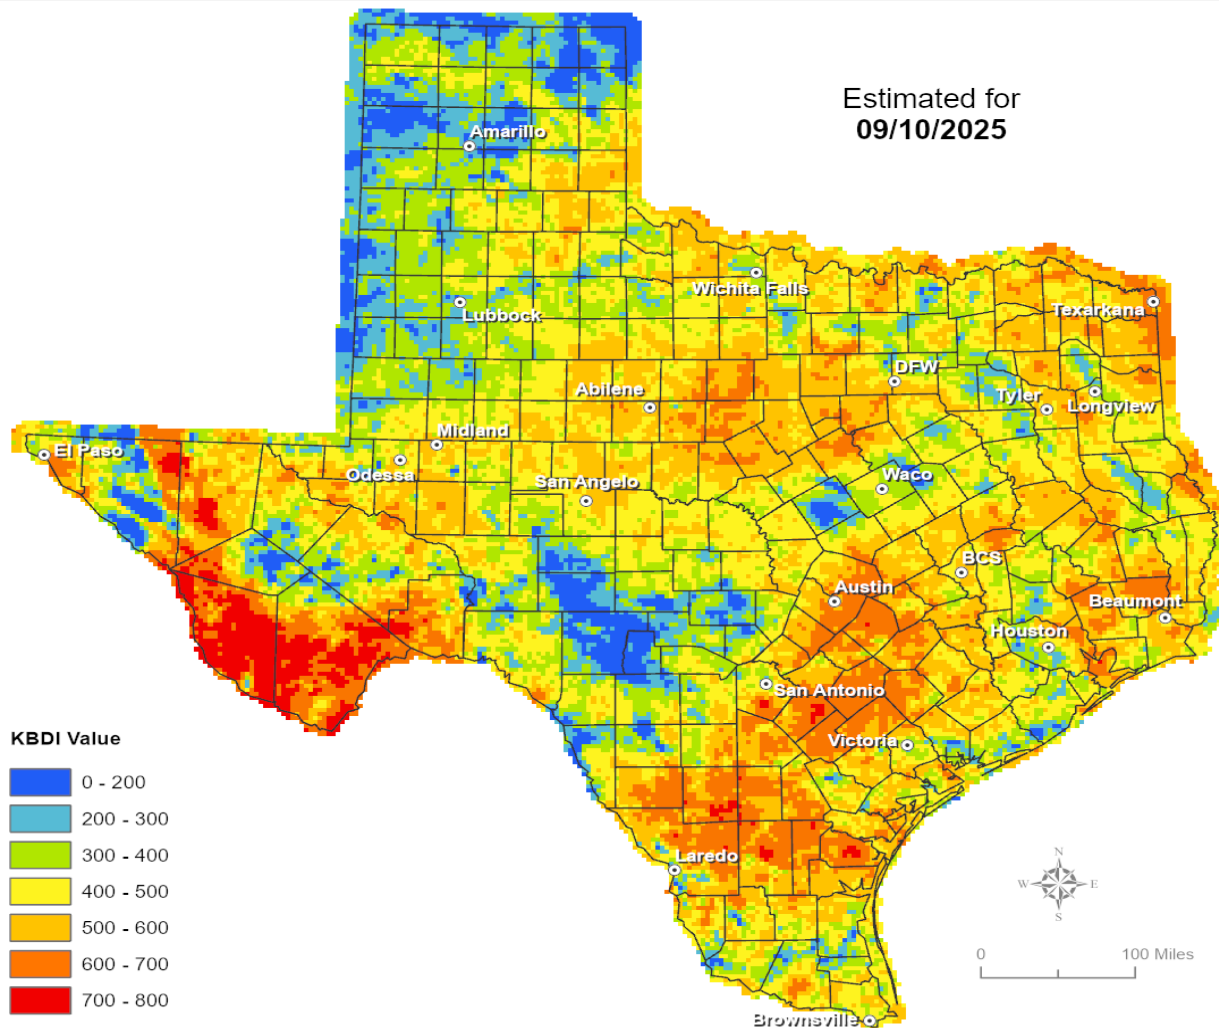 Estimated for
09/10/2025
Amarillo
Wichita Falls
Texarkana
Lubbock
DFW
Abilene
Tyler
Longview
Midland
El Paso
Odessa
San Angelo
Waco
BCS
Austin
Beaumont
Houston
San Antonio
Victoria
KBDI Value
0 - 200
200 - 300
300 - 400
400 - 500
500 - 600
600 - 700
700 - 800
Laredo
N
W E
S
0 100 Miles
Brownsville